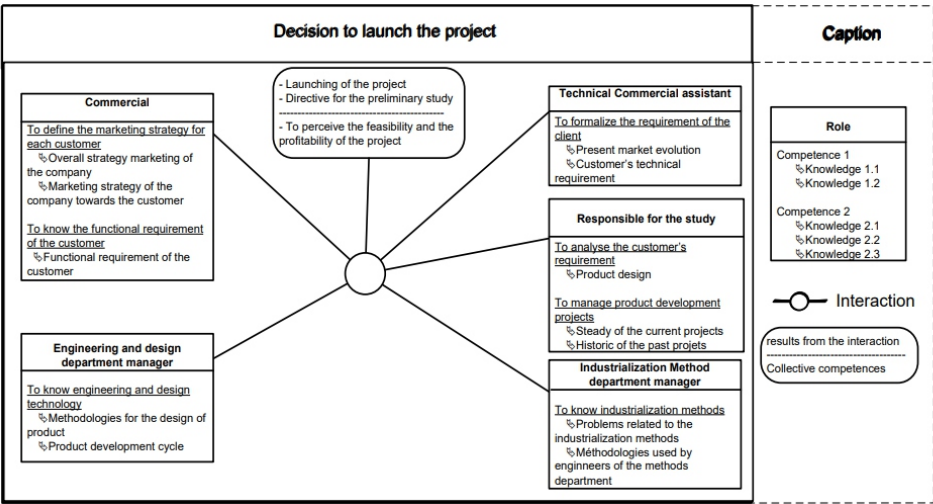 Decision to launch the project
Caption
- Launching of the project
- Directive for the preliminary study
- To perceive the feasibility and the
profitability of the project
Commercial
To define the marketing strategy for
each customer
Overall strategy marketing of
the company
Marketing strategy of the
company towards the customer
To know the functional requirement
of the customer
Functional requirement of the
customer
Technical Commercial assistant
To formalize the requirement of the
client
Present market evolution
Customer's technical
requirement
Responsible for the study
To analyse the customer's
requirement
Product design
To manage product development
projects
Steady of the current projects
Historic of the past projets
Engineering and design
department manager
To know engineering and design
technology
Methodologies for the design of
product
Product development cycle
Industrialization Method
department manager
To know industrialization methods
Problems related to the
industrialization methods
Méthodologies used by
enginneers of the methods
department
Role
Competence 1
Knowledge 1.1
Knowledge 1.2
Competence 2
Knowledge 2.1
Knowledge 2.2
Knowledge 2.3
Interaction
results from the interaction
Collective competences